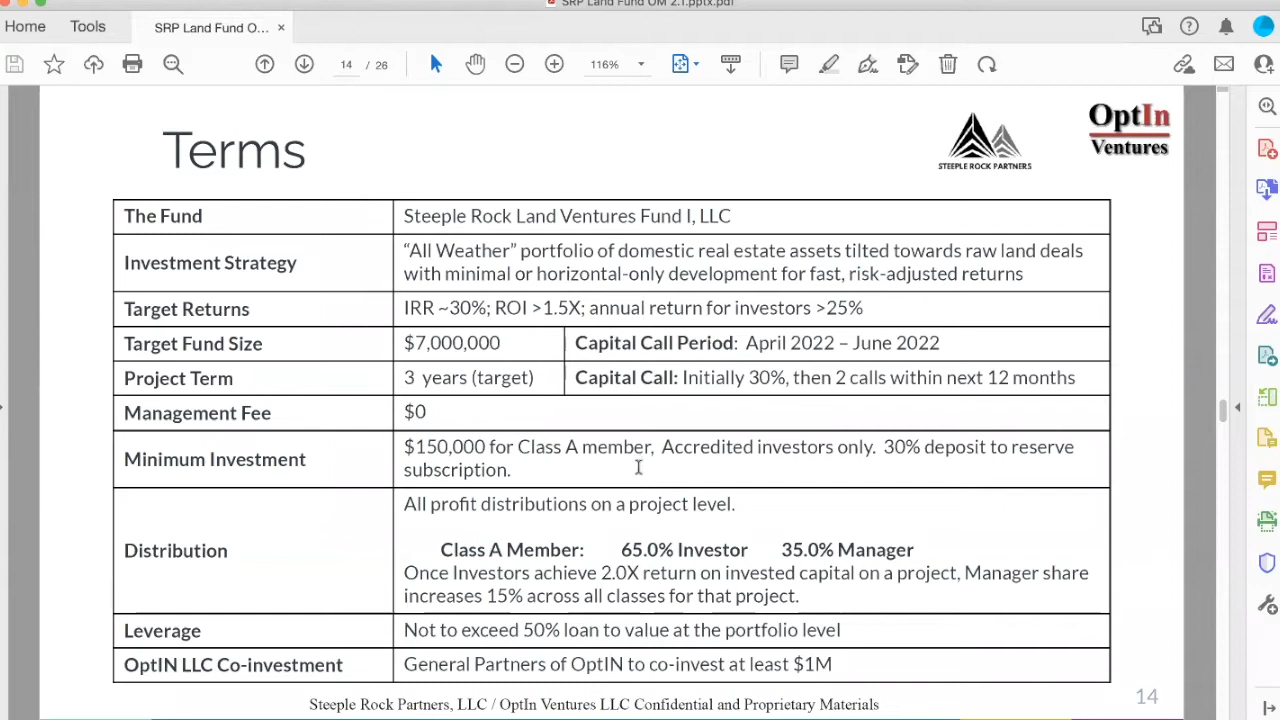 SRP Land Fund OM 2.1.pptx.pdf
Home Tools SRP Land Fund O... ×
14 / 26 116%
Terms
STEEPLE ROCK PARTNERS
OptIn
Ventures
The Fund Steeple Rock Land Ventures Fund I, LLC
Investment Strategy “All Weather” portfolio of domestic real estate assets tilted towards raw land deals
with minimal or horizontal-only development for fast, risk-adjusted returns
Target Returns IRR ~30%; ROI >1.5X; annual return for investors >25%
Target Fund Size $7,000,000 Capital Call Period: April 2022 – June 2022
Project Term 3 years (target) Capital Call: Initially 30%, then 2 calls within next 12 months
Management Fee $0
Minimum Investment $150,000 for Class A member, Accredited investors only. 30% deposit to reserve
subscription.
Distribution All profit distributions on a project level.
Class A Member: 65.0% Investor 35.0% Manager
Once Investors achieve 2.0X return on invested capital on a project, Manager share
increases 15% across all classes for that project.
Leverage Not to exceed 50% loan to value at the portfolio level
OptIN LLC Co-investment General Partners of OptIN to co-invest at least $1M
Steeple Rock Partners, LLC / OptIn Ventures LLC Confidential and Proprietary Materials
14